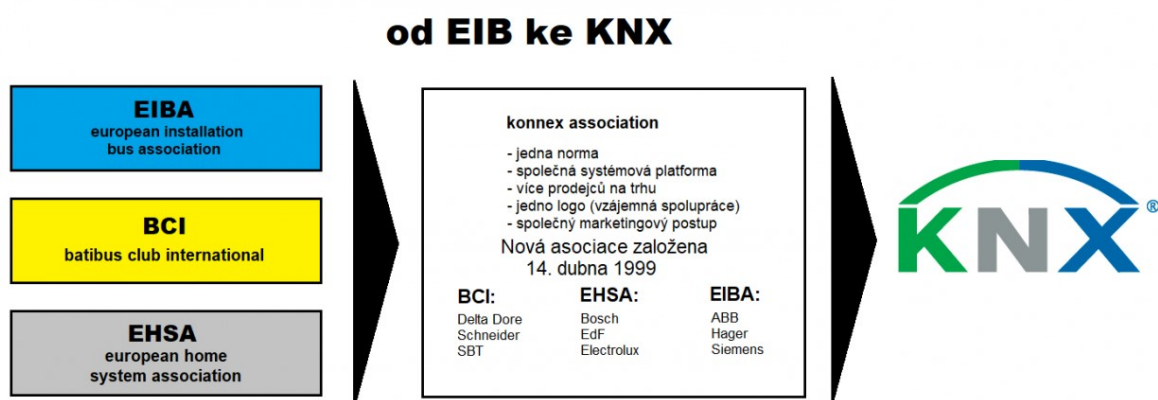 od EIB ke KNX
EIBA
european installation
bus association
BCI
batibus club international
EHSA
european home
system association
konnex association
- jedna norma
- společná systémová platforma
- více prodejců na trhu
- jedno logo (vzájemná spolupráce)
- společný marketingový postup
Nová asociace založena
14. dubna 1999
BCI:
Delta Dore
Schneider
SBT
EHSA:
Bosch
EdF
Electrolux
EIBA:
ABB
Hager
Siemens
KNX®